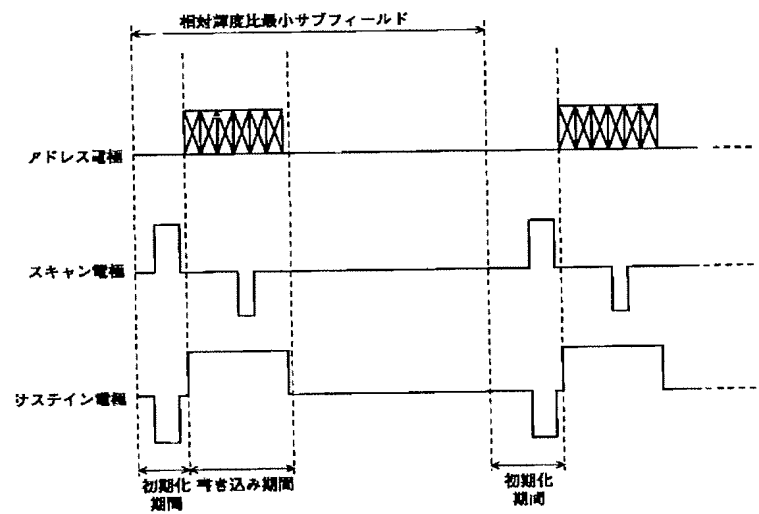 相対輝度比最小サブフィールド
アドレス電極
スキャン電極
サステイン電極
初期化
期間
書き込み期間
初期化
期間